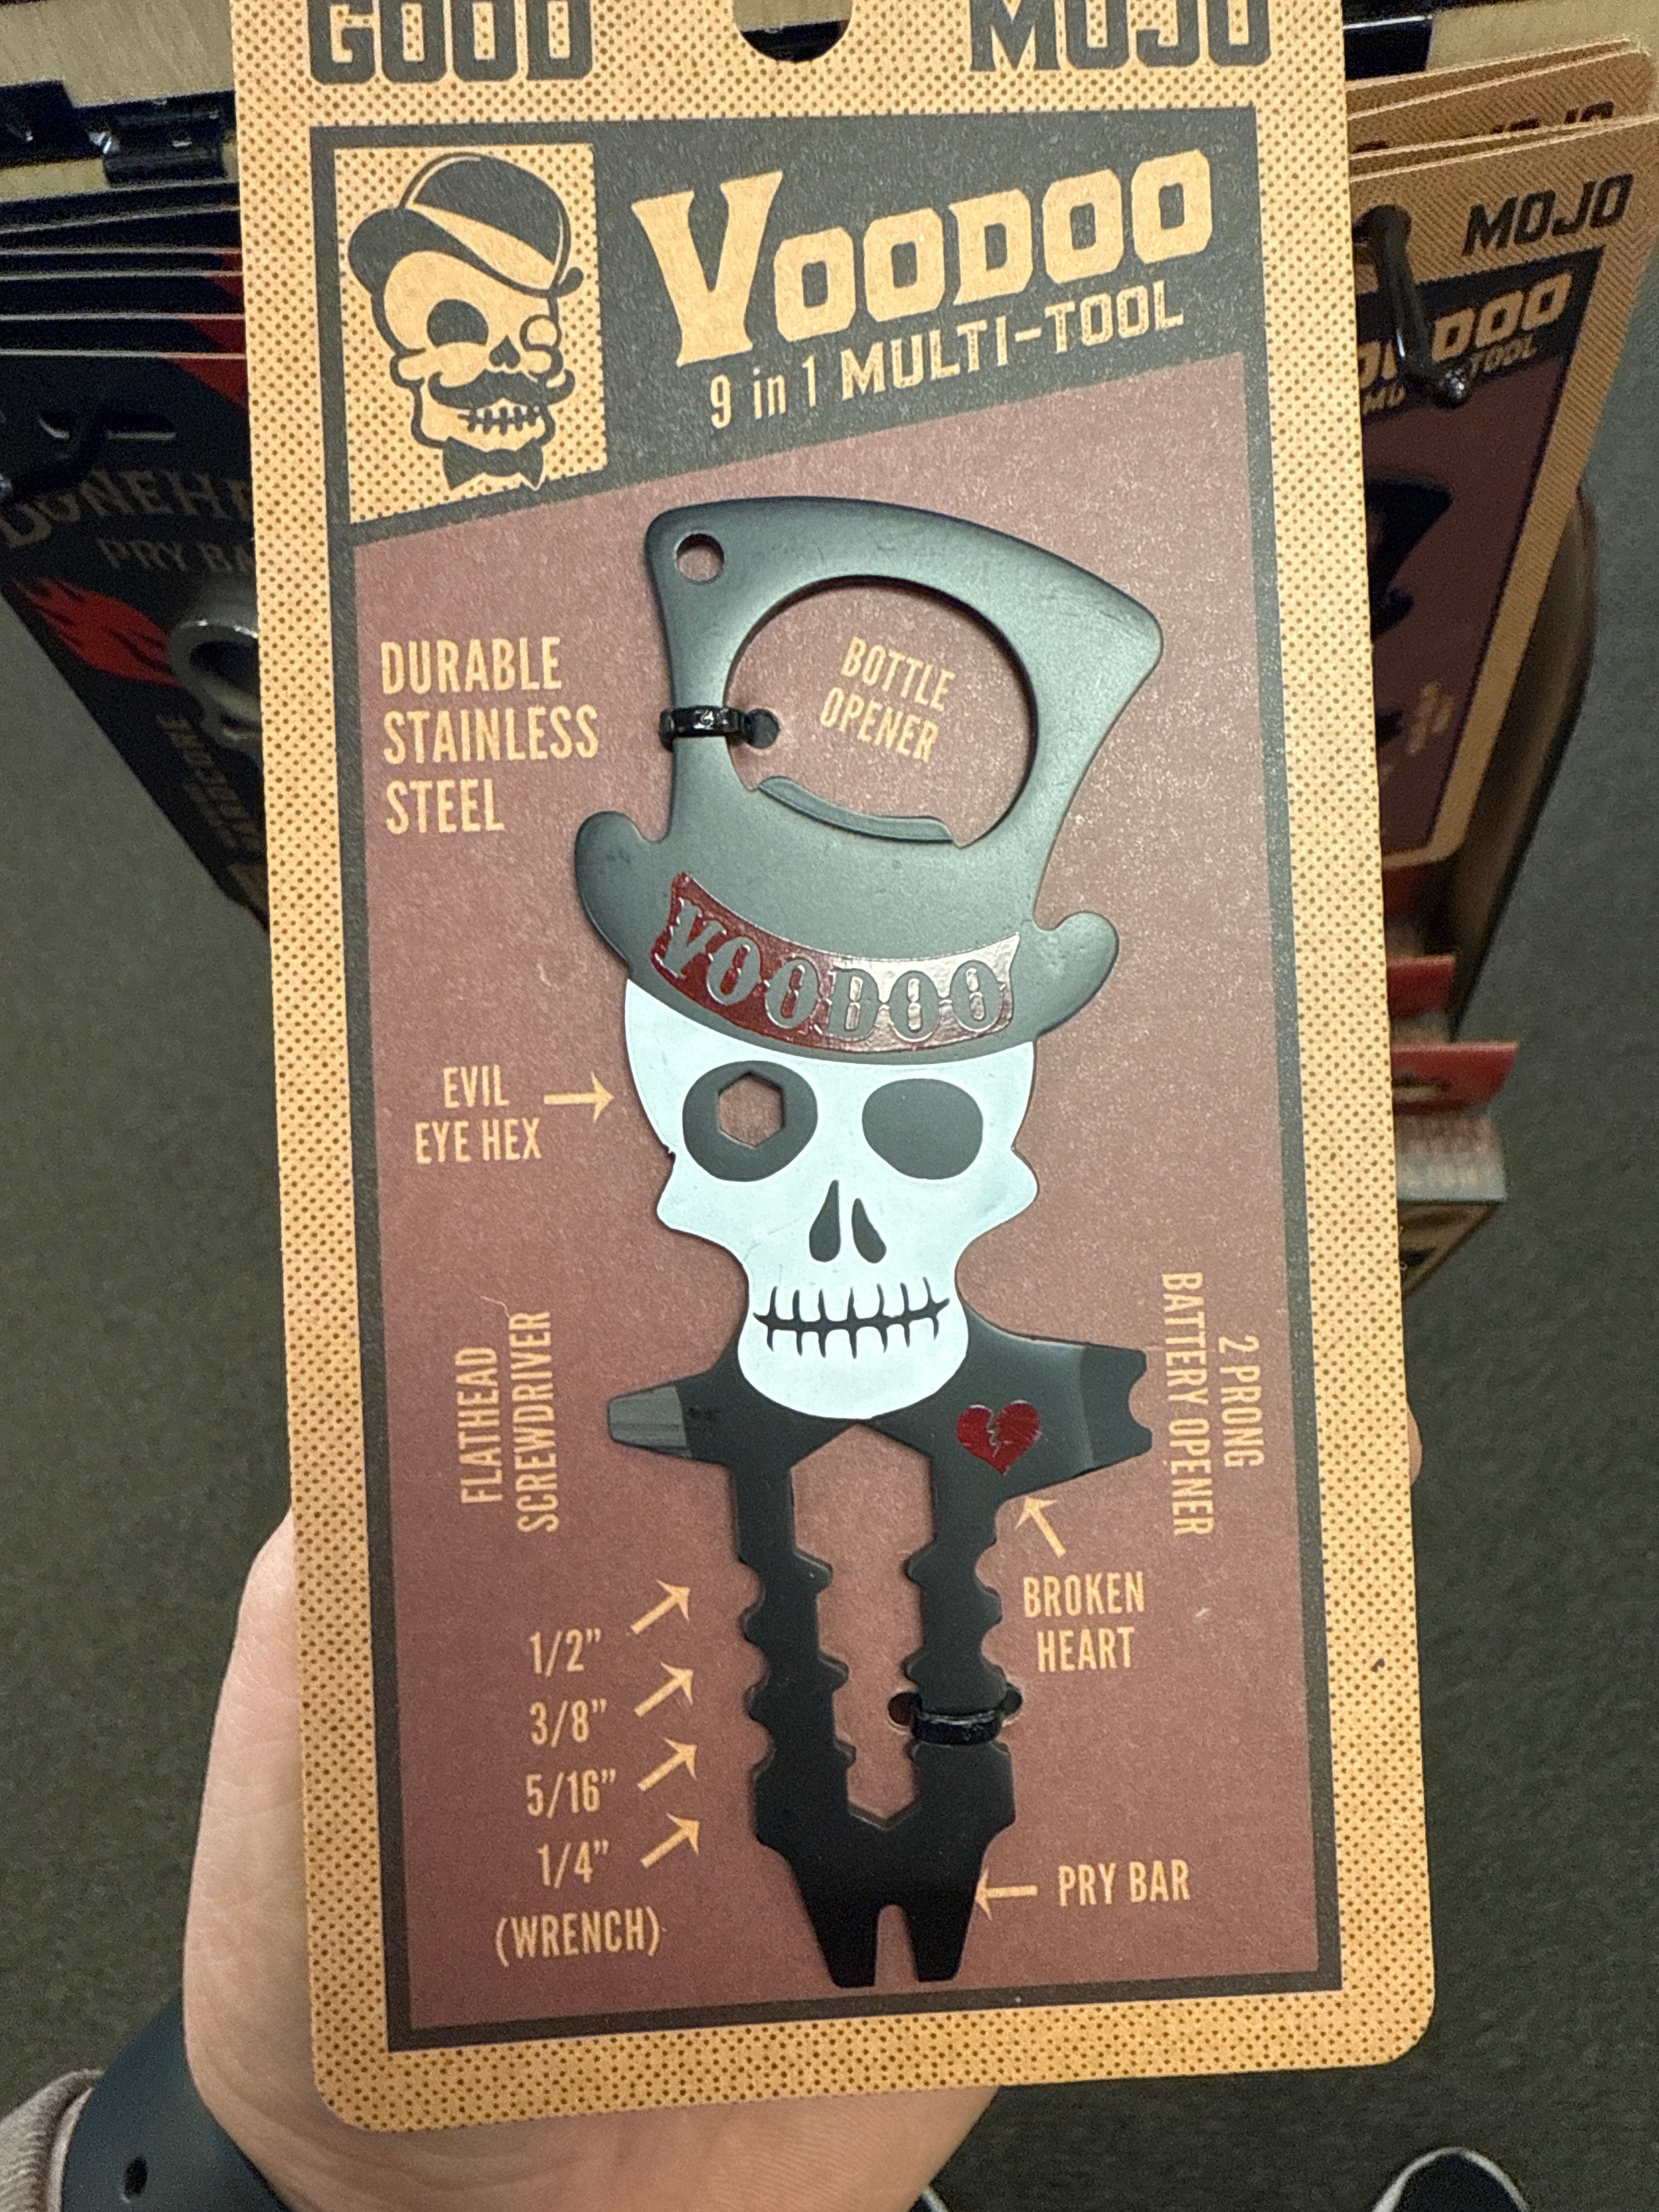 GOOD MOJO
VOODOO
9 in 1 MULTI-TOOL
DURABLE
STAINLESS
STEEL
BOTTLE
OPENER
VOODOO
EVIL
EYE HEX
FLATHEAD
SCREWDRIVER
2 PRONG
BATTERY OPENER
BROKEN
HEART
1/2”
3/8”
5/16”
1/4”
(WRENCH)
PRY BAR
MOJO
PRY BA